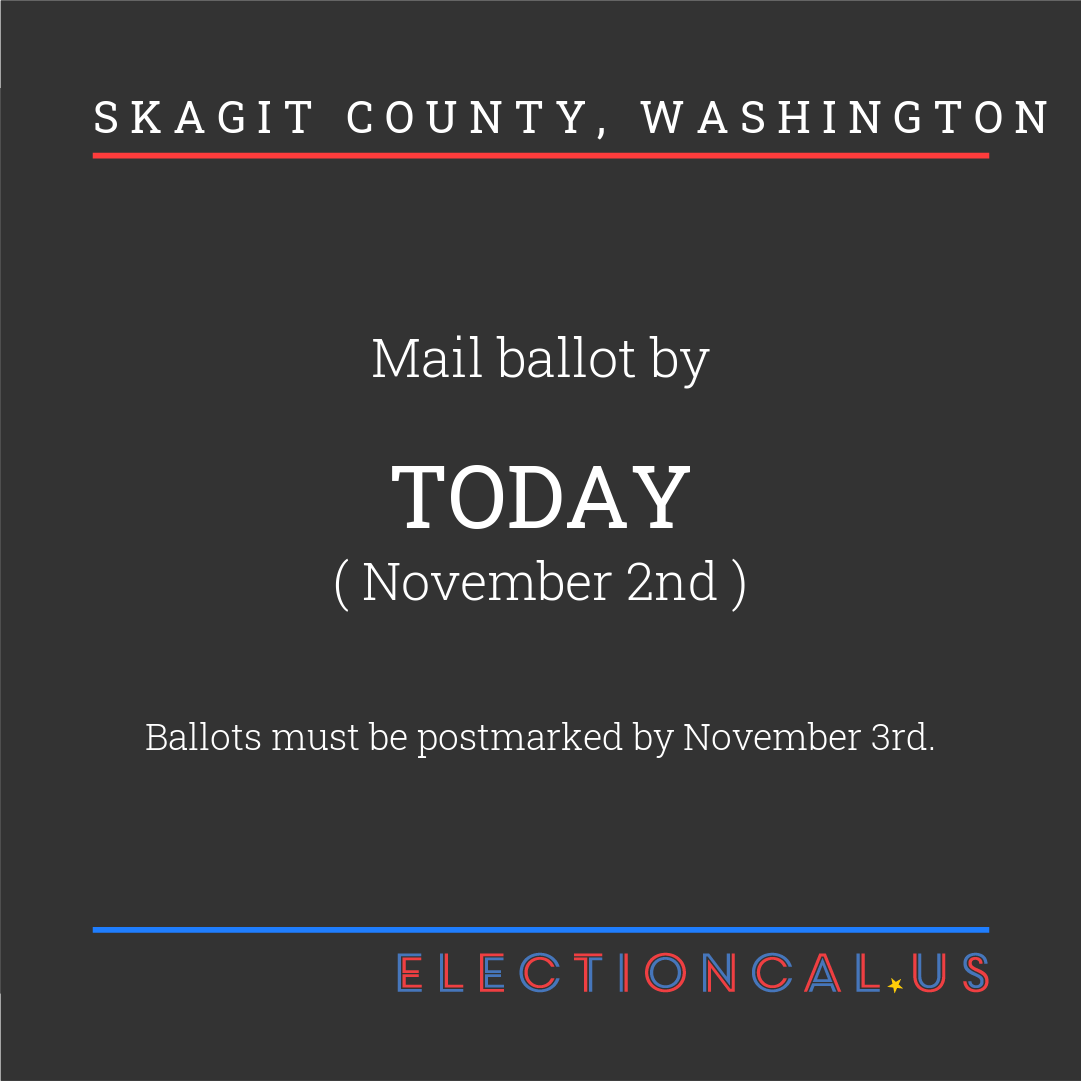 SKAGIT COUNTY, WASHINGTON
Mail ballot by
TODAY
( November 2nd )
Ballots must be postmarked by November 3rd.
ELECTIONCAL.US